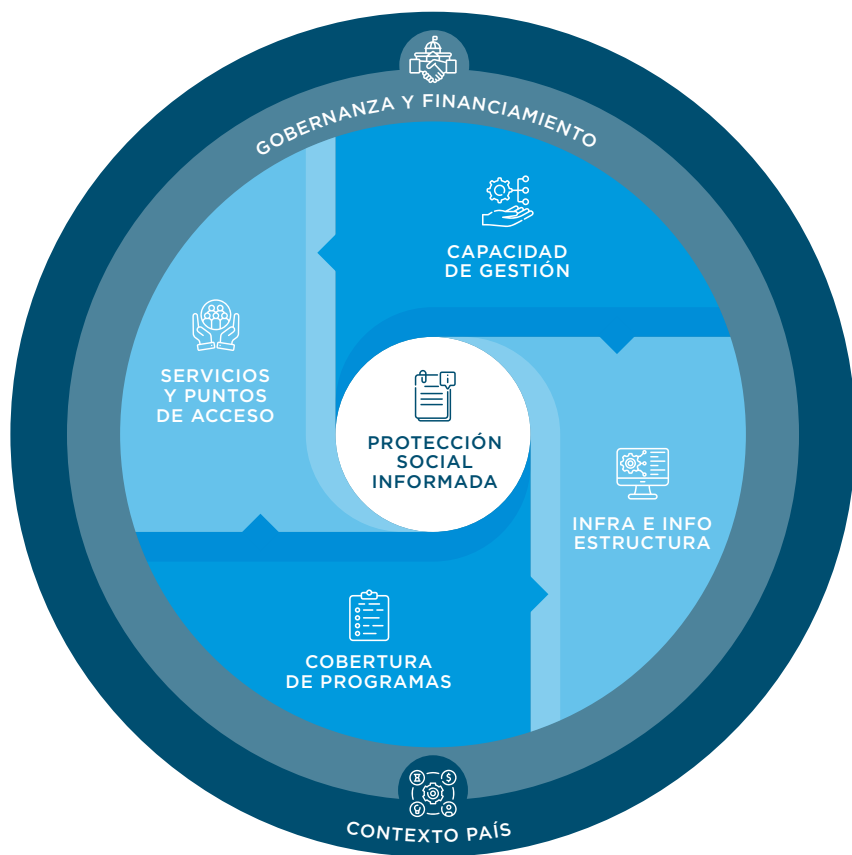 GOBERNANZA Y FINANCIAMIENTO
CAPACIDAD
DE GESTIÓN
SERVICIOS
Y PUNTOS
DE ACCESO
PROTECCIÓN
SOCIAL
INFORMADA
INFRA E INFO
ESTRUCTURA
COBERTURA
DE PROGRAMAS
CONTEXTO PAÍS